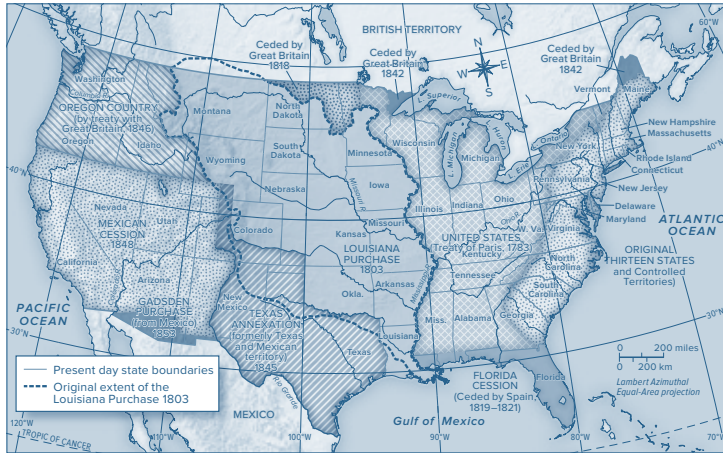 BRITISH TERRITORY
60°W
N
W
E
S
Ceded by
Great Britain
1818
Ceded by
Great Britain
1842
Ceded by
Great Britain
1842
Washington
Columbia R.
OREGON COUNTRY
(by treaty with
Great Britain, 1846)
Oregon
Idaho
Montana
North
Dakota
South
Dakota
Minnesota
Wisconsin
L. Superior
L. Michigan
L. Huron
Michigan
L. Erie
L. Ontario
Vermont
Maine
New York
New Hampshire
Massachusetts
Rhode Island
Connecticut
New Jersey
Delaware
Maryland
Pennsylvania
40°N
40°N
Wyoming
Nebraska
Iowa
Missouri R.
Illinois
Indiana
Ohio
Ohio R.
W. Va.
Virginia
Nevada
Utah
MEXICAN
CESSION
1848
California
Colorado
Kansas
Missouri
LOUISIANA
PURCHASE
1803
UNITED STATES
(Treaty of Paris, 1783)
Kentucky
Tennessee
North
Carolina
South
Carolina
ATLANTIC
OCEAN
ORIGINAL
THIRTEEN STATES
(and Controlled
Territories)
Arizona
GADSDEN
PURCHASE
(from Mexico)
1853
New
Mexico
Okla.
Arkansas
Mississippi
Miss.
Alabama
Georgia
PACIFIC
OCEAN
30°N
30°N
TEXAS
ANNEXATION
(formerly Texas
and Mexican
territory)
1845
Texas
Louisiana
Rio Grande
Florida
FLORIDA
CESSION
(Ceded by Spain,
1819–1821)
0 200 miles
0 200 km
Lambert Azimuthal
Equal-Area projection
Present day state boundaries
Original extent of the
Louisiana Purchase 1803
MEXICO
Gulf of Mexico
120°W
TROPIC OF CANCER
110°W
100°W
90°W
80°W
70°W